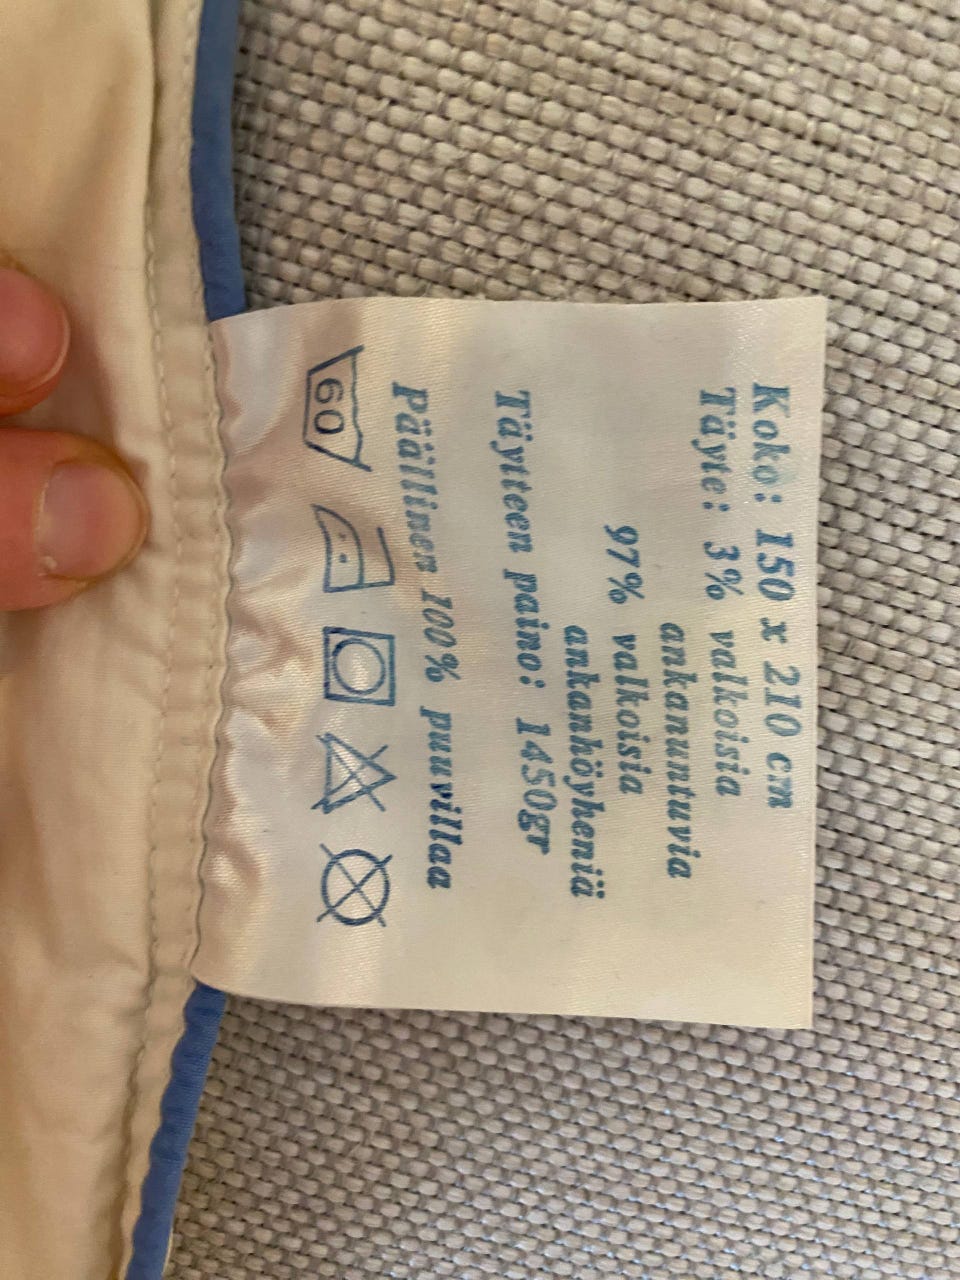 Koko: 150 x 210 cm
Täyte: 3% valkoisia
ankanuntuvia
97% valkoisia
ankanhöyheniä
Täytteen paino: 1450gr
Päällinen 100% puuvillaa
60